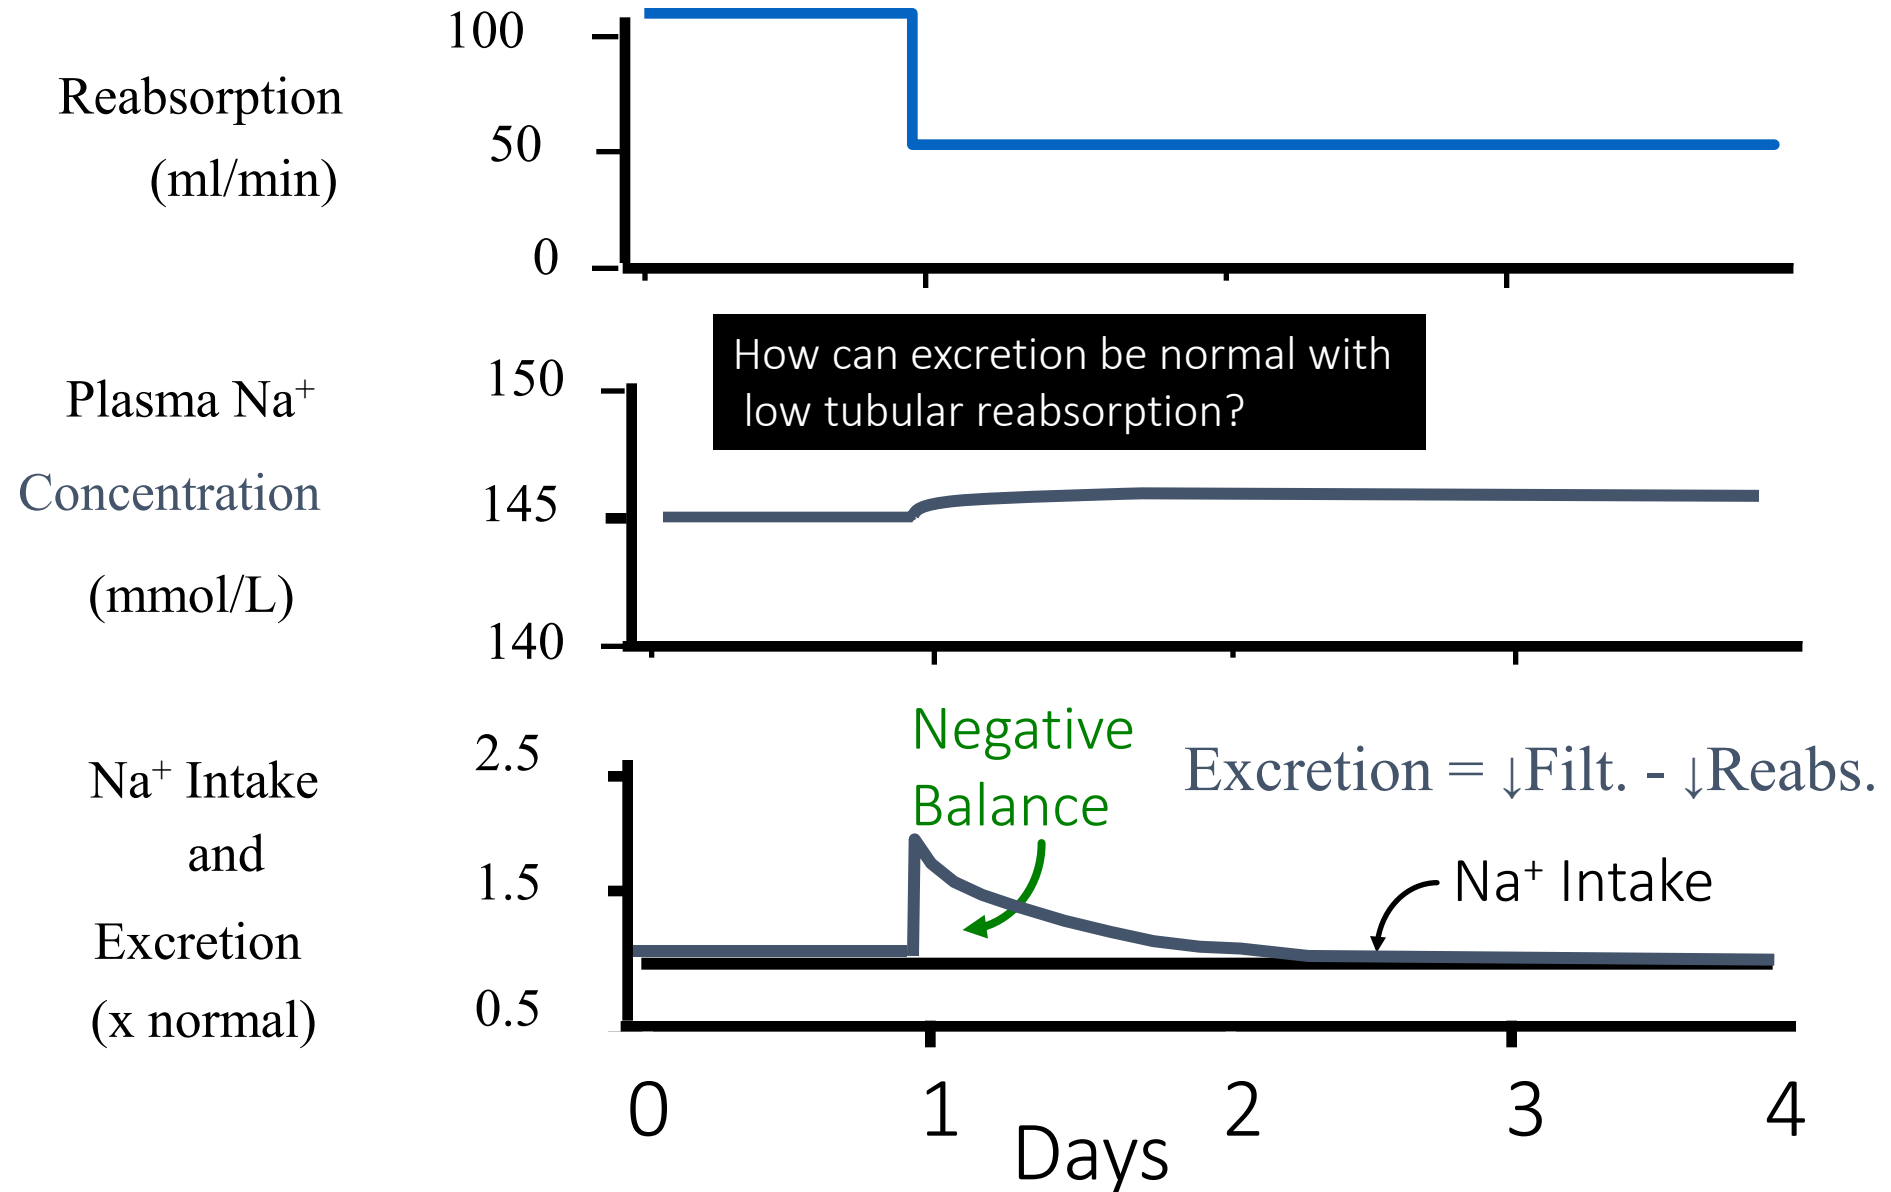 100
Reabsorption
50
(ml/min)
0
How can excretion be normal with
low tubular reabsorption?
150
Plasma Na⁺
Concentration
145
(mmol/L)
140
Negative
Balance
Excretion = ↓Filt. - ↓Reabs.
2.5
Na⁺ Intake
and
1.5
Na⁺ Intake
Excretion
0.5
(x normal)
0 1 2 3 4
Days